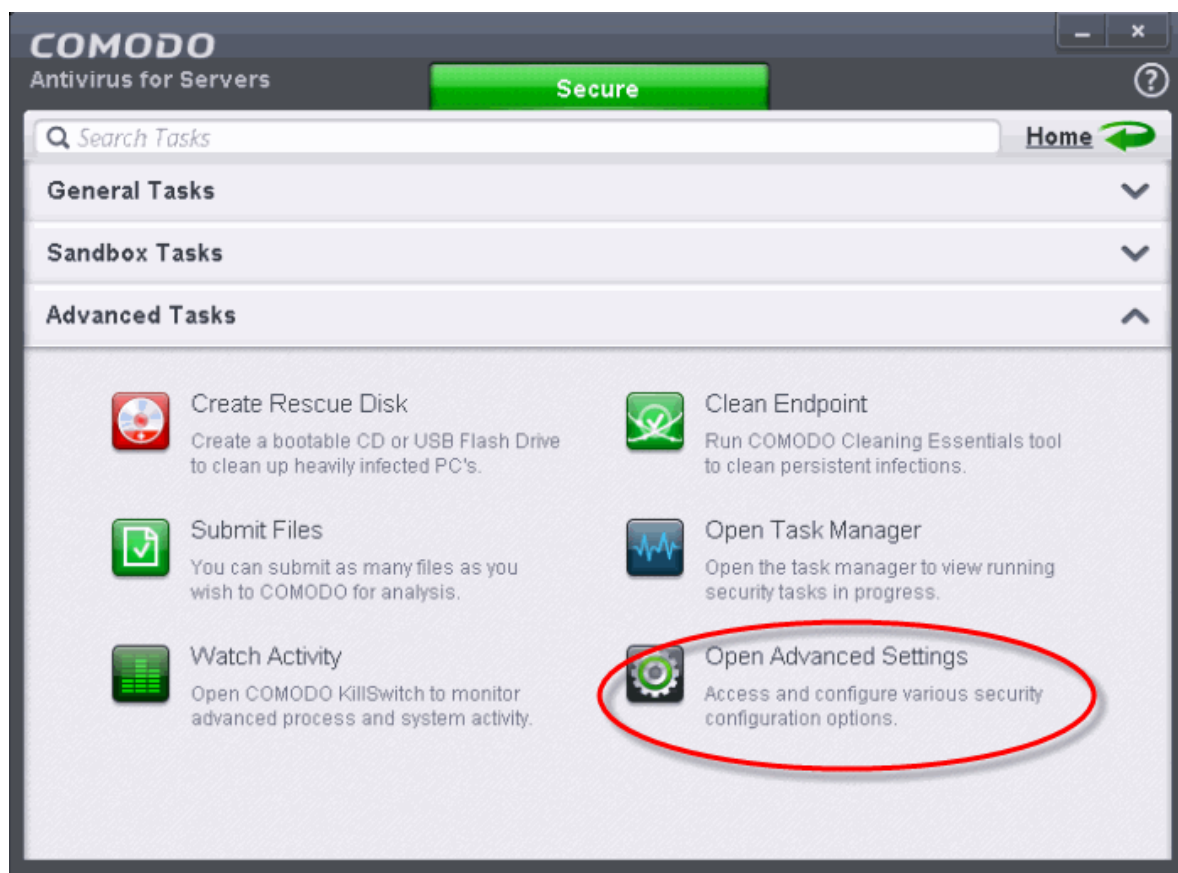 COMODO
Antivirus for Servers
Secure
?
Search Tasks
Home
General Tasks
Sandbox Tasks
Advanced Tasks
Create Rescue Disk
Create a bootable CD or USB Flash Drive
to clean up heavily infected PC's.
Clean Endpoint
Run COMODO Cleaning Essentials tool
to clean persistent infections.
Submit Files
You can submit as many files as you
wish to COMODO for analysis.
Open Task Manager
Open the task manager to view running
security tasks in progress.
Watch Activity
Open COMODO KillSwitch to monitor
advanced process and system activity.
Open Advanced Settings
Access and configure various security
configuration options.